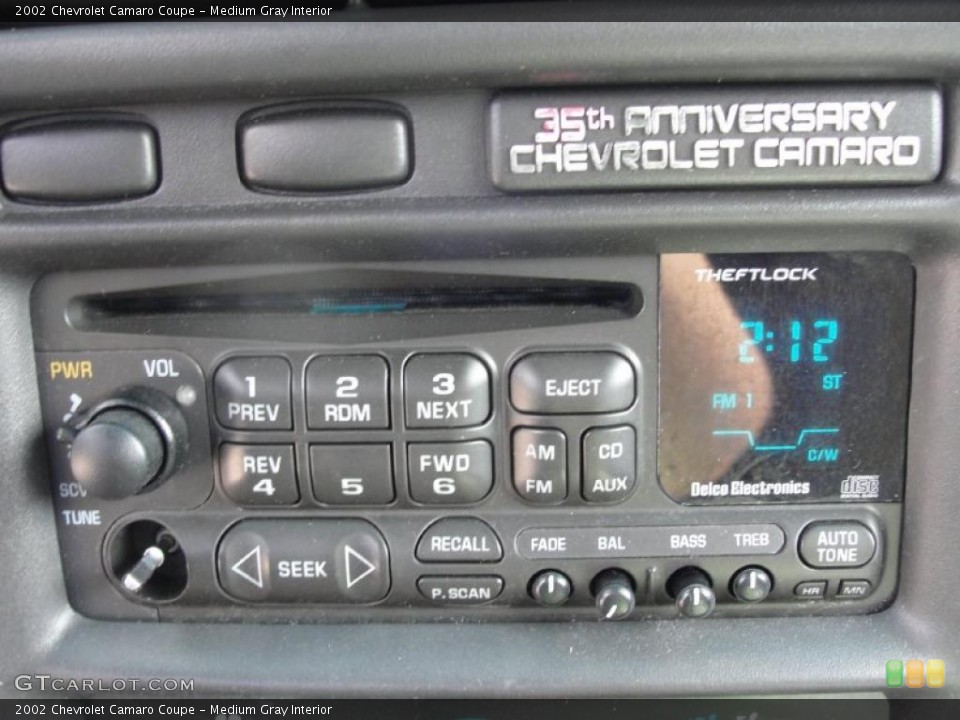 2002 Chevrolet Camaro Coupe – Medium Gray Interior
35th ANNIVERSARY
CHEVROLET CAMARO
THEFTLOCK
2:12
ST
FM 1
C/W
Delco Electronics
disc
PWR
VOL
TUNE
1
PREV
2
RDM
3
NEXT
EJECT
REV
4
5
FWD
6
AM
FM
CD
AUX
SEEK
RECALL
P.SCAN
FADE BAL BASS TREB
AUTO
TONE
HR MN
GTCARLOT.COM
2002 Chevrolet Camaro Coupe – Medium Gray Interior